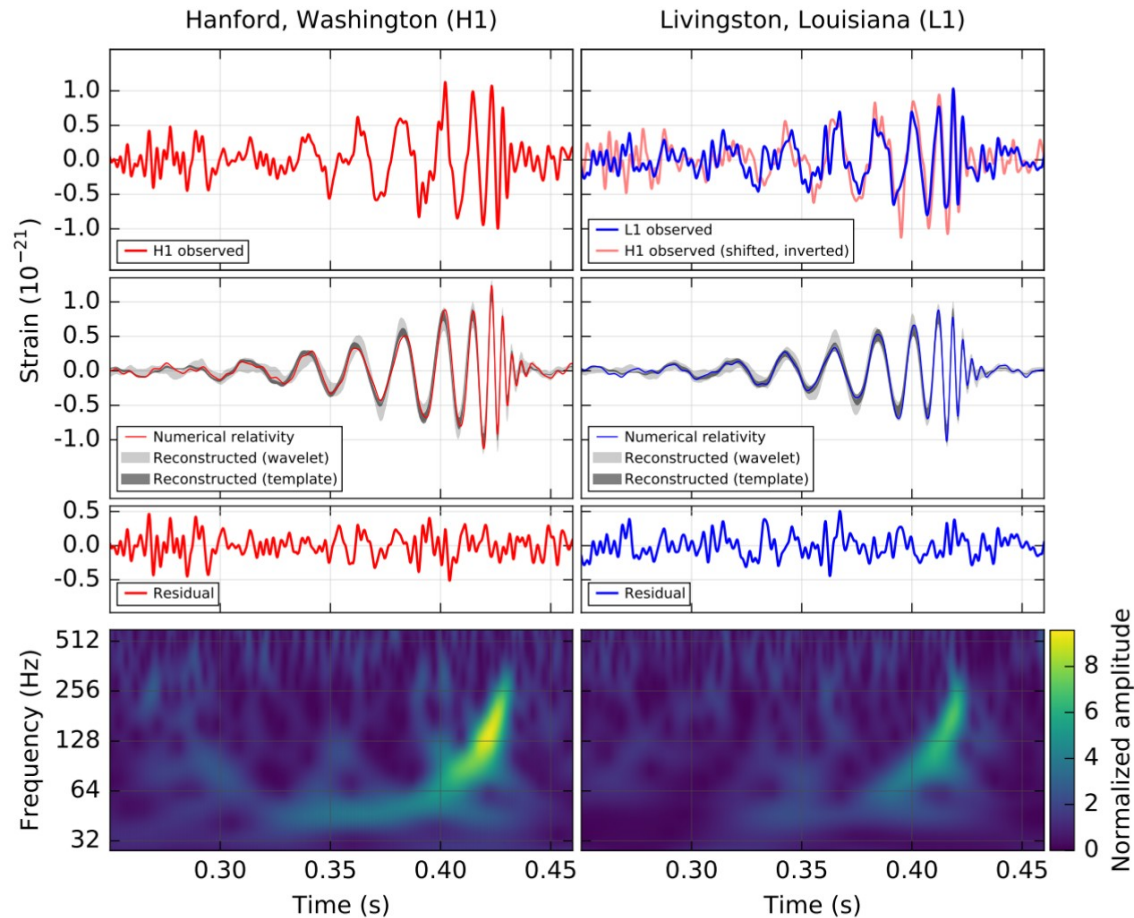 Hanford, Washington (H1)
Livingston, Louisiana (L1)
Strain (10⁻²¹)
1.0
0.5
0.0
-0.5
-1.0
H1 observed
L1 observed
H1 observed (shifted, inverted)
1.0
0.5
0.0
-0.5
-1.0
Numerical relativity
Reconstructed (wavelet)
Reconstructed (template)
Numerical relativity
Reconstructed (wavelet)
Reconstructed (template)
0.5
0.0
-0.5
Residual
Residual
Frequency (Hz)
512
256
128
64
32
Normalized amplitude
8
6
4
2
0
0.30 0.35 0.40 0.45
0.30 0.35 0.40 0.45
Time (s)
Time (s)